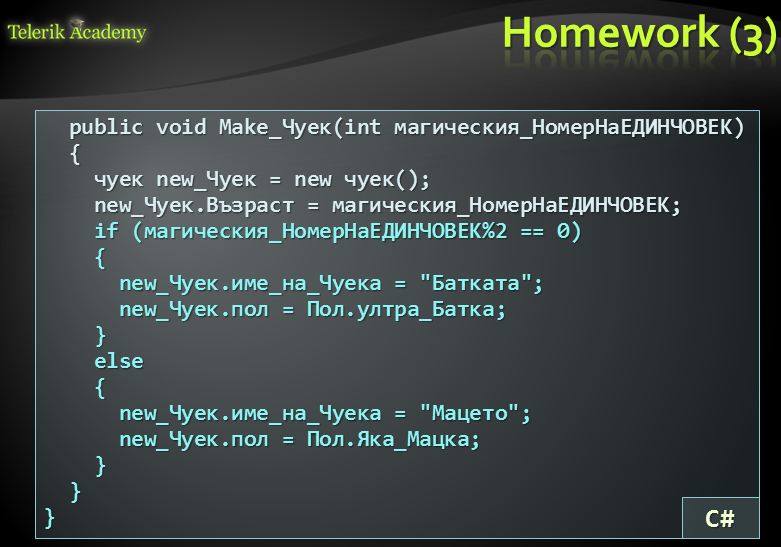 Telerik Academy
Homework (3)
public void Make_Чуек(int магическия_НомерНаЕДИНЧОВЕК)
{
чуек new_Чуек = new чуек();
new_Чуек.Възраст = магическия_НомерНаЕДИНЧОВЕК;
if (магическия_НомерНаЕДИНЧОВЕК%2 == 0)
{
new_Чуек.име_на_Чуека = "Батката";
new_Чуек.пол = Пол.ултра_Батка;
}
else
{
new_Чуек.име_на_Чуека = "Мацето";
new_Чуек.пол = Пол.Яка_Мацка;
}
}
}
C#